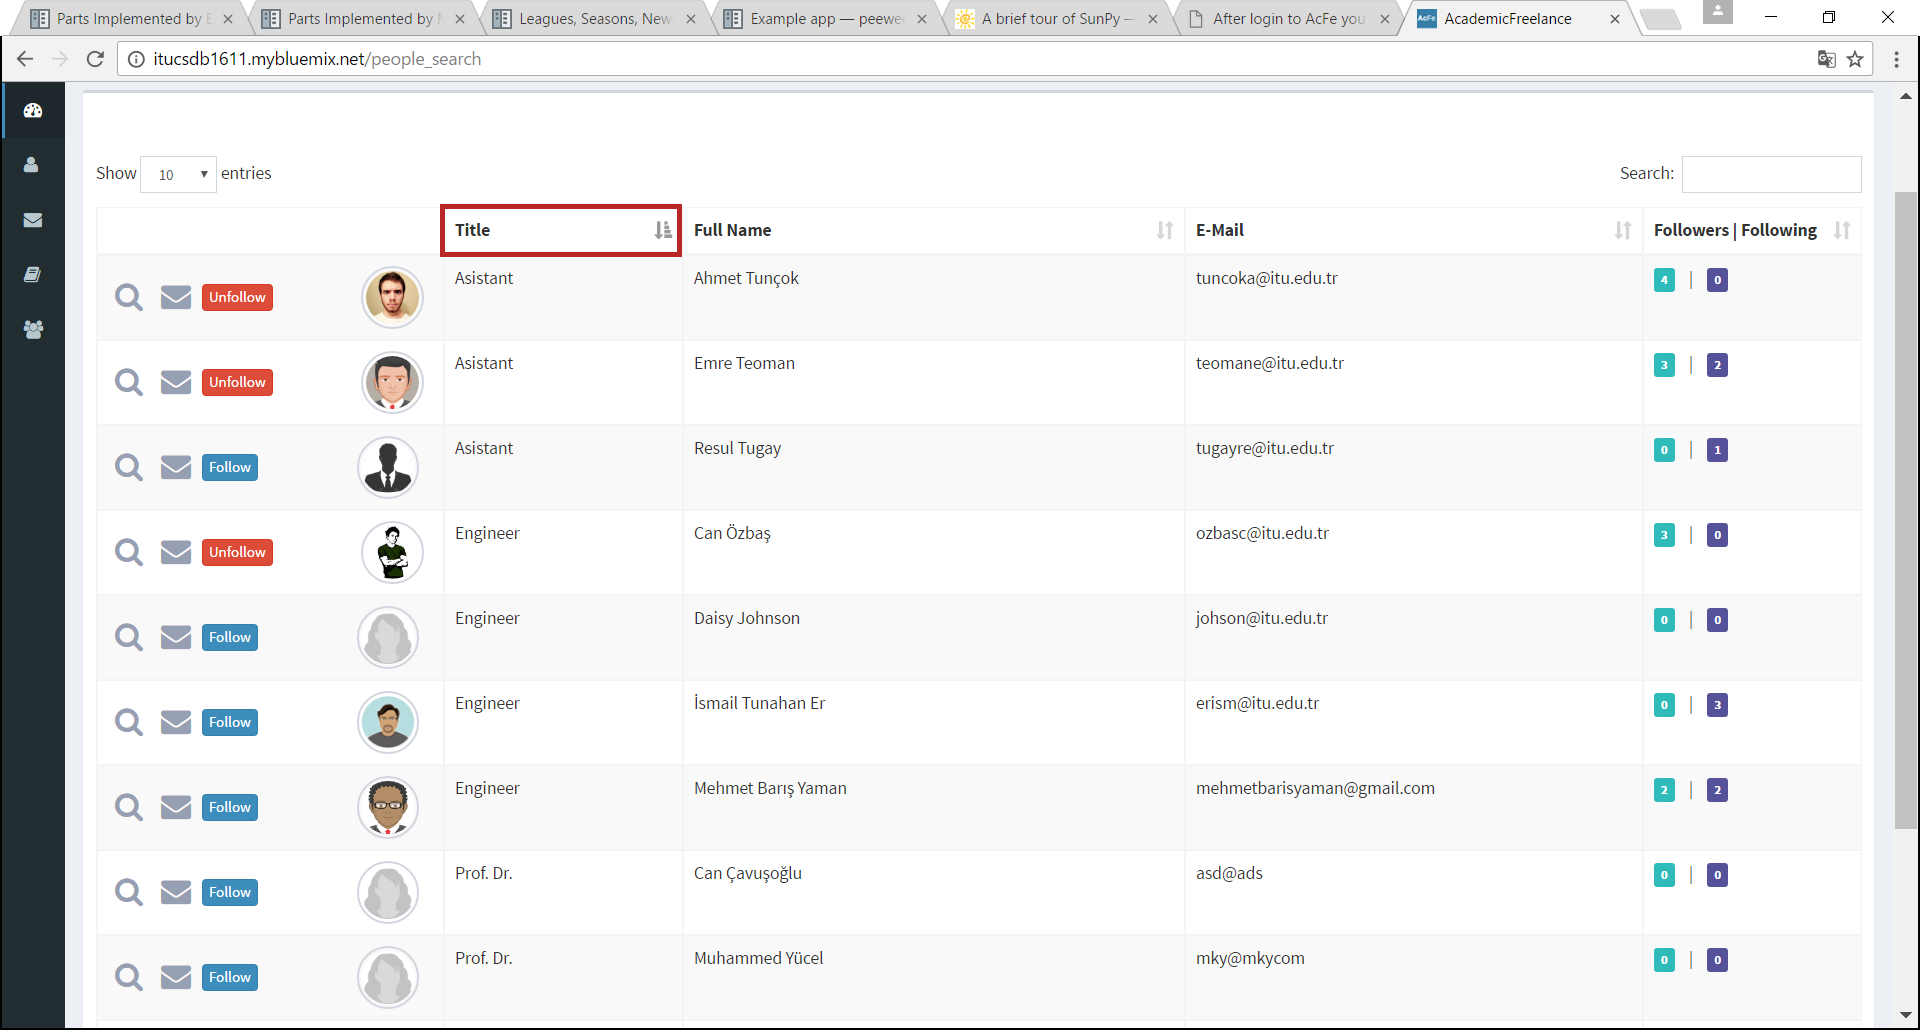 Parts Implemented by E
Parts Implemented by M
Leagues, Seasons, New
Example app — peewe
A brief tour of SunPy —
After login to AcFe you
AcFe AcademicFreelance
itucsdb1611.mybluemix.net/people_search
Show 10 entries
Search:
Title Full Name E-Mail Followers | Following
Unfollow Asistant Ahmet Tunçok tuncoka@itu.edu.tr 4 | 0
Unfollow Asistant Emre Teoman teomane@itu.edu.tr 3 | 2
Follow Asistant Resul Tugay tugayre@itu.edu.tr 0 | 1
Unfollow Engineer Can Özbaş ozbasc@itu.edu.tr 3 | 0
Follow Engineer Daisy Johnson johson@itu.edu.tr 0 | 0
Follow Engineer İsmail Tunahan Er erism@itu.edu.tr 0 | 3
Follow Engineer Mehmet Barış Yaman mehmetbarisyaman@gmail.com 2 | 2
Follow Prof. Dr. Can Çavuşoğlu asd@ads 0 | 0
Follow Prof. Dr. Muhammed Yücel mky@mkycom 0 | 0